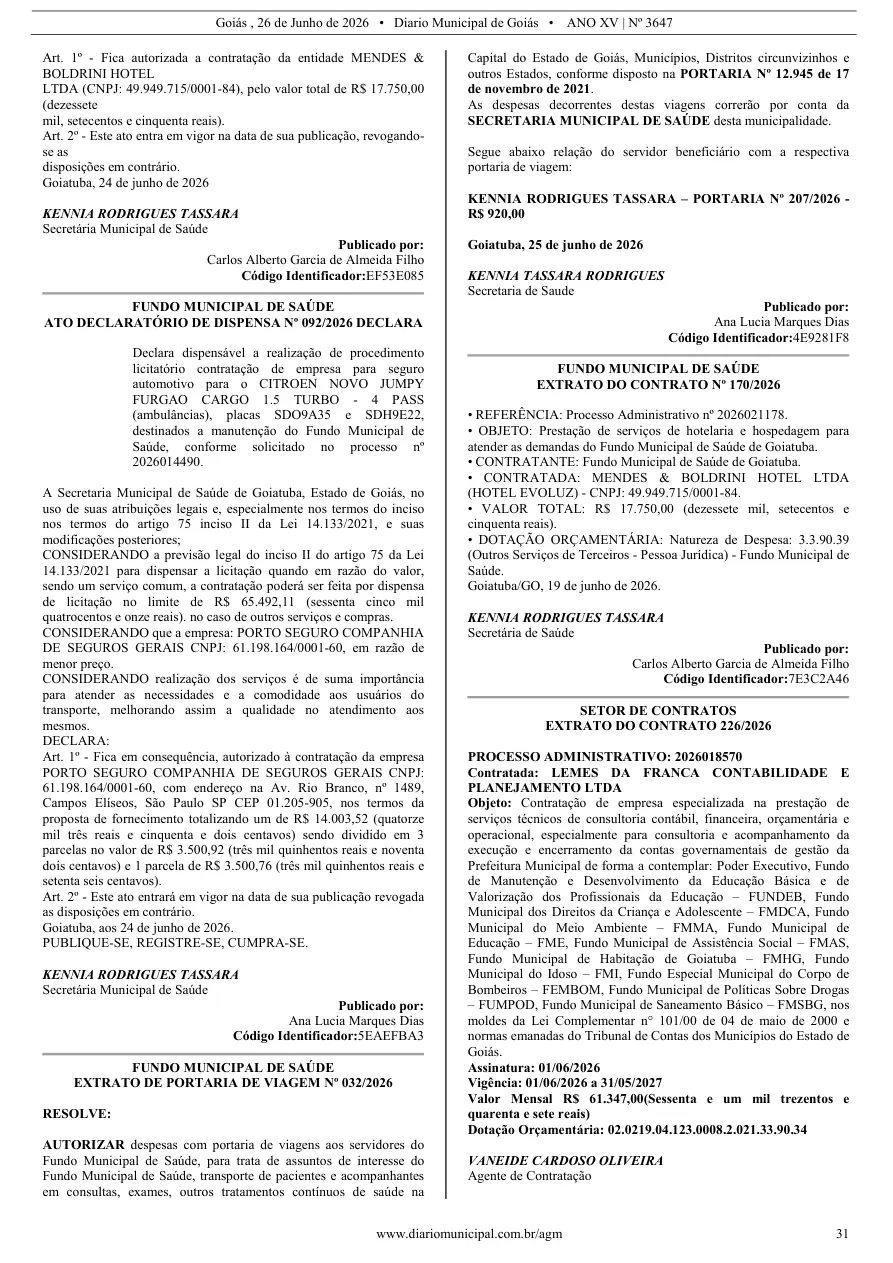 Goiás , 26 de Junho de 2026 • Diario Municipal de Goiás • ANO XV | Nº 3647
Art. 1º - Fica autorizada a contratação da entidade MENDES &
BOLDRINI HOTEL
LTDA (CNPJ: 49.949.715/0001-84), pelo valor total de R$ 17.750,00
(dezessete
mil, setecentos e cinquenta reais).
Art. 2º - Este ato entra em vigor na data de sua publicação, revogando-
se as
disposições em contrário.
Goiatuba, 24 de junho de 2026
KENNIA RODRIGUES TASSARA
Secretária Municipal de Saúde
Publicado por:
Carlos Alberto Garcia de Almeida Filho
Código Identificador:EF53E085
FUNDO MUNICIPAL DE SAÚDE
ATO DECLARATÓRIO DE DISPENSA Nº 092/2026 DECLARA
Declara dispensável a realização de procedimento
licitatório contratação de empresa para seguro
automotivo para o CITROEN NOVO JUMPY
FURGAO CARGO 1.5 TURBO - 4 PASS
(ambulâncias), placas SDO9A35 e SDH9E22,
destinados a manutenção do Fundo Municipal de
Saúde, conforme solicitado no processo nº
2026014490.
A Secretaria Municipal de Saúde de Goiatuba, Estado de Goiás, no
uso de suas atribuições legais e, especialmente nos termos do inciso
nos termos do artigo 75 inciso II da Lei 14.133/2021, e suas
modificações posteriores;
CONSIDERANDO a previsão legal do inciso II do artigo 75 da Lei
14.133/2021 para dispensar a licitação quando em razão do valor,
sendo um serviço comum, a contratação poderá ser feita por dispensa
de licitação no limite de R$ 65.492,11 (sessenta cinco mil
quatrocentos e onze reais). no caso de outros serviços e compras.
CONSIDERANDO que a empresa: PORTO SEGURO COMPANHIA
DE SEGUROS GERAIS CNPJ: 61.198.164/0001-60, em razão de
menor preço.
CONSIDERANDO realização dos serviços é de suma importância
para atender as necessidades e a comodidade aos usuários do
transporte, melhorando assim a qualidade no atendimento aos
mesmos.
DECLARA:
Art. 1º - Fica em consequência, autorizado à contratação da empresa
PORTO SEGURO COMPANHIA DE SEGUROS GERAIS CNPJ:
61.198.164/0001-60, com endereço na Av. Rio Branco, nº 1489,
Campos Elíseos, São Paulo SP CEP 01.205-905, nos termos da
proposta de fornecimento totalizando um de R$ 14.003,52 (quatorze
mil três reais e cinquenta e dois centavos) sendo dividido em 3
parcelas no valor de R$ 3.500,92 (três mil quinhentos reais e noventa
dois centavos) e 1 parcela de R$ 3.500,76 (três mil quinhentos reais e
setenta seis centavos).
Art. 2º - Este ato entrará em vigor na data de sua publicação revogada
as disposições em contrário.
Goiatuba, aos 24 de junho de 2026.
PUBLIQUE-SE, REGISTRE-SE, CUMPRA-SE.
KENNIA RODRIGUES TASSARA
Secretária Municipal de Saúde
Publicado por:
Ana Lucia Marques Dias
Código Identificador:5EAEFBA3
FUNDO MUNICIPAL DE SAÚDE
EXTRATO DE PORTARIA DE VIAGEM Nº 032/2026
RESOLVE:
AUTORIZAR despesas com portaria de viagens aos servidores do
Fundo Municipal de Saúde, para trata de assuntos de interesse do
Fundo Municipal de Saúde, transporte de pacientes e acompanhantes
em consultas, exames, outros tratamentos contínuos de saúde na
Capital do Estado de Goiás, Municípios, Distritos circunvizinhos e
outros Estados, conforme disposto na PORTARIA Nº 12.945 de 17
de novembro de 2021.
As despesas decorrentes destas viagens correrão por conta da
SECRETARIA MUNICIPAL DE SAÚDE desta municipalidade.
Segue abaixo relação do servidor beneficiário com a respectiva
portaria de viagem:
KENNIA RODRIGUES TASSARA – PORTARIA Nº 207/2026 -
R$ 920,00
Goiatuba, 25 de junho de 2026
KENNIA TASSARA RODRIGUES
Secretaria de Saude
Publicado por:
Ana Lucia Marques Dias
Código Identificador:4E9281F8
FUNDO MUNICIPAL DE SAÚDE
EXTRATO DO CONTRATO Nº 170/2026
• REFERÊNCIA: Processo Administrativo nº 2026021178.
• OBJETO: Prestação de serviços de hotelaria e hospedagem para
atender as demandas do Fundo Municipal de Saúde de Goiatuba.
• CONTRATANTE: Fundo Municipal de Saúde de Goiatuba.
• CONTRATADA: MENDES & BOLDRINI HOTEL LTDA
(HOTEL EVOLUZ) - CNPJ: 49.949.715/0001-84.
• VALOR TOTAL: R$ 17.750,00 (dezessete mil, setecentos e
cinquenta reais).
• DOTAÇÃO ORÇAMENTÁRIA: Natureza de Despesa: 3.3.90.39
(Outros Serviços de Terceiros - Pessoa Jurídica) - Fundo Municipal de
Saúde.
Goiatuba/GO, 19 de junho de 2026.
KENNIA RODRIGUES TASSARA
Secretária de Saúde
Publicado por:
Carlos Alberto Garcia de Almeida Filho
Código Identificador:7E3C2A46
SETOR DE CONTRATOS
EXTRATO DO CONTRATO 226/2026
PROCESSO ADMINISTRATIVO: 2026018570
Contratada: LEMES DA FRANCA CONTABILIDADE E
PLANEJAMENTO LTDA
Objeto: Contratação de empresa especializada na prestação de
serviços técnicos de consultoria contábil, financeira, orçamentária e
operacional, especialmente para consultoria e acompanhamento da
execução e encerramento da contas governamentais de gestão da
Prefeitura Municipal de forma a contemplar: Poder Executivo, Fundo
de Manutenção e Desenvolvimento da Educação Básica e de
Valorização dos Profissionais da Educação – FUNDEB, Fundo
Municipal dos Direitos da Criança e Adolescente – FMDCA, Fundo
Municipal do Meio Ambiente – FMMA, Fundo Municipal de
Educação – FME, Fundo Municipal de Assistência Social – FMAS,
Fundo Municipal de Habitação de Goiatuba – FMHG, Fundo
Municipal do Idoso – FMI, Fundo Especial Municipal do Corpo de
Bombeiros – FEMBOM, Fundo Municipal de Políticas Sobre Drogas
– FUMPOD, Fundo Municipal de Saneamento Básico – FMSBG, nos
moldes da Lei Complementar n° 101/00 de 04 de maio de 2000 e
normas emanadas do Tribunal de Contas dos Municípios do Estado de
Goiás.
Assinatura: 01/06/2026
Vigência: 01/06/2026 a 31/05/2027
Valor Mensal R$ 61.347,00(Sessenta e um mil trezentos e
quarenta e sete reais)
Dotação Orçamentária: 02.0219.04.123.0008.2.021.33.90.34
VANEIDE CARDOSO OLIVEIRA
Agente de Contratação
www.diariomunicipal.com.br/agm
31